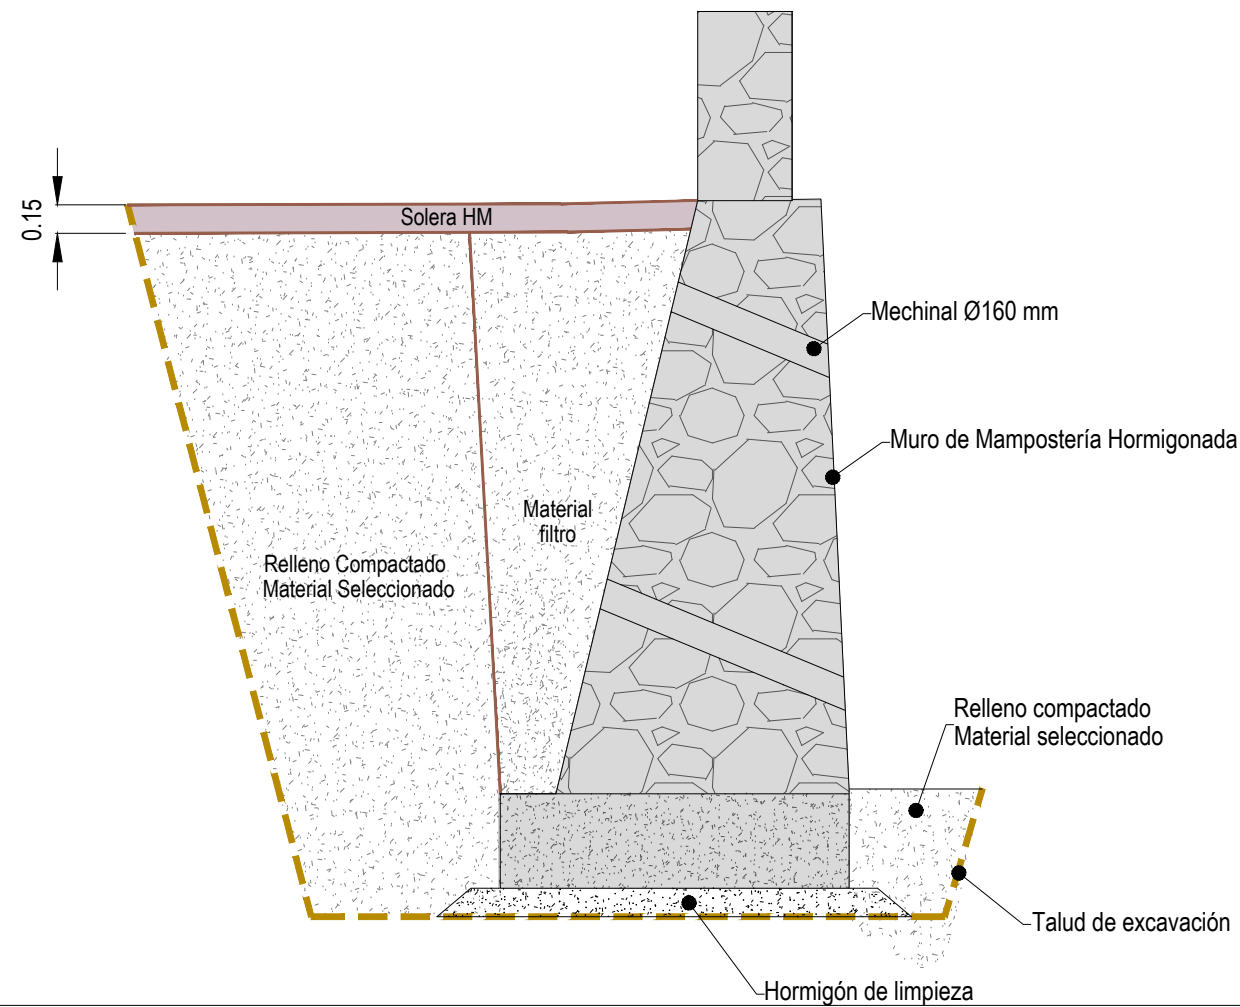 0.15
Solera HM
Mechinal Ø160 mm
Muro de Mampostería Hormigonada
Material
filtro
Relleno Compactado
Material Seleccionado
Relleno compactado
Material seleccionado
Talud de excavación
Hormigón de limpieza